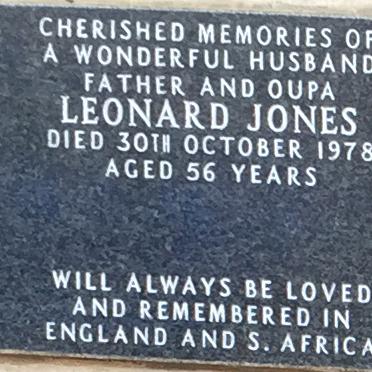 CHERISHED MEMORIES OF
A WONDERFUL HUSBAND
FATHER AND OUPA
LEONARD JONES
DIED 30TH OCTOBER 1978
AGED 56 YEARS
WILL ALWAYS BE LOVED
AND REMEMBERED IN
ENGLAND AND S. AFRICA